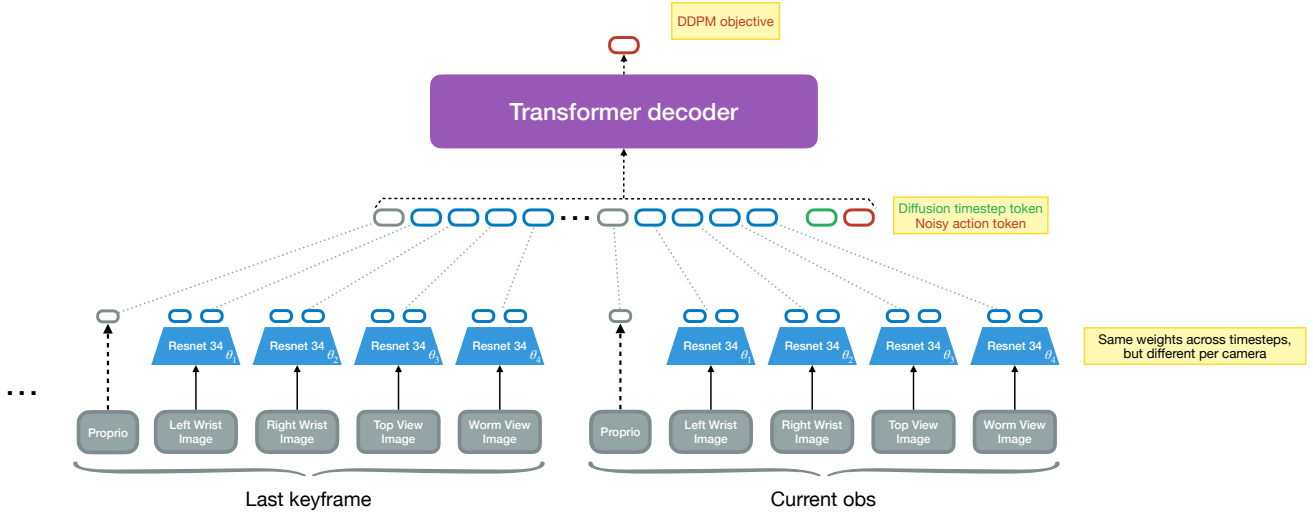 DDPM objective
Transformer decoder
...
Diffusion timestep token
Noisy action token
Resnet 34 θ1
Resnet 34 θ2
Resnet 34 θ3
Resnet 34 θ4
Resnet 34 θ1
Resnet 34 θ2
Resnet 34 θ3
Resnet 34 θ4
Same weights across timesteps,
but different per camera
...
Proprio
Left Wrist
Image
Right Wrist
Image
Top View
Image
Worm View
Image
Proprio
Left Wrist
Image
Right Wrist
Image
Top View
Image
Worm View
Image
Last keyframe
Current obs